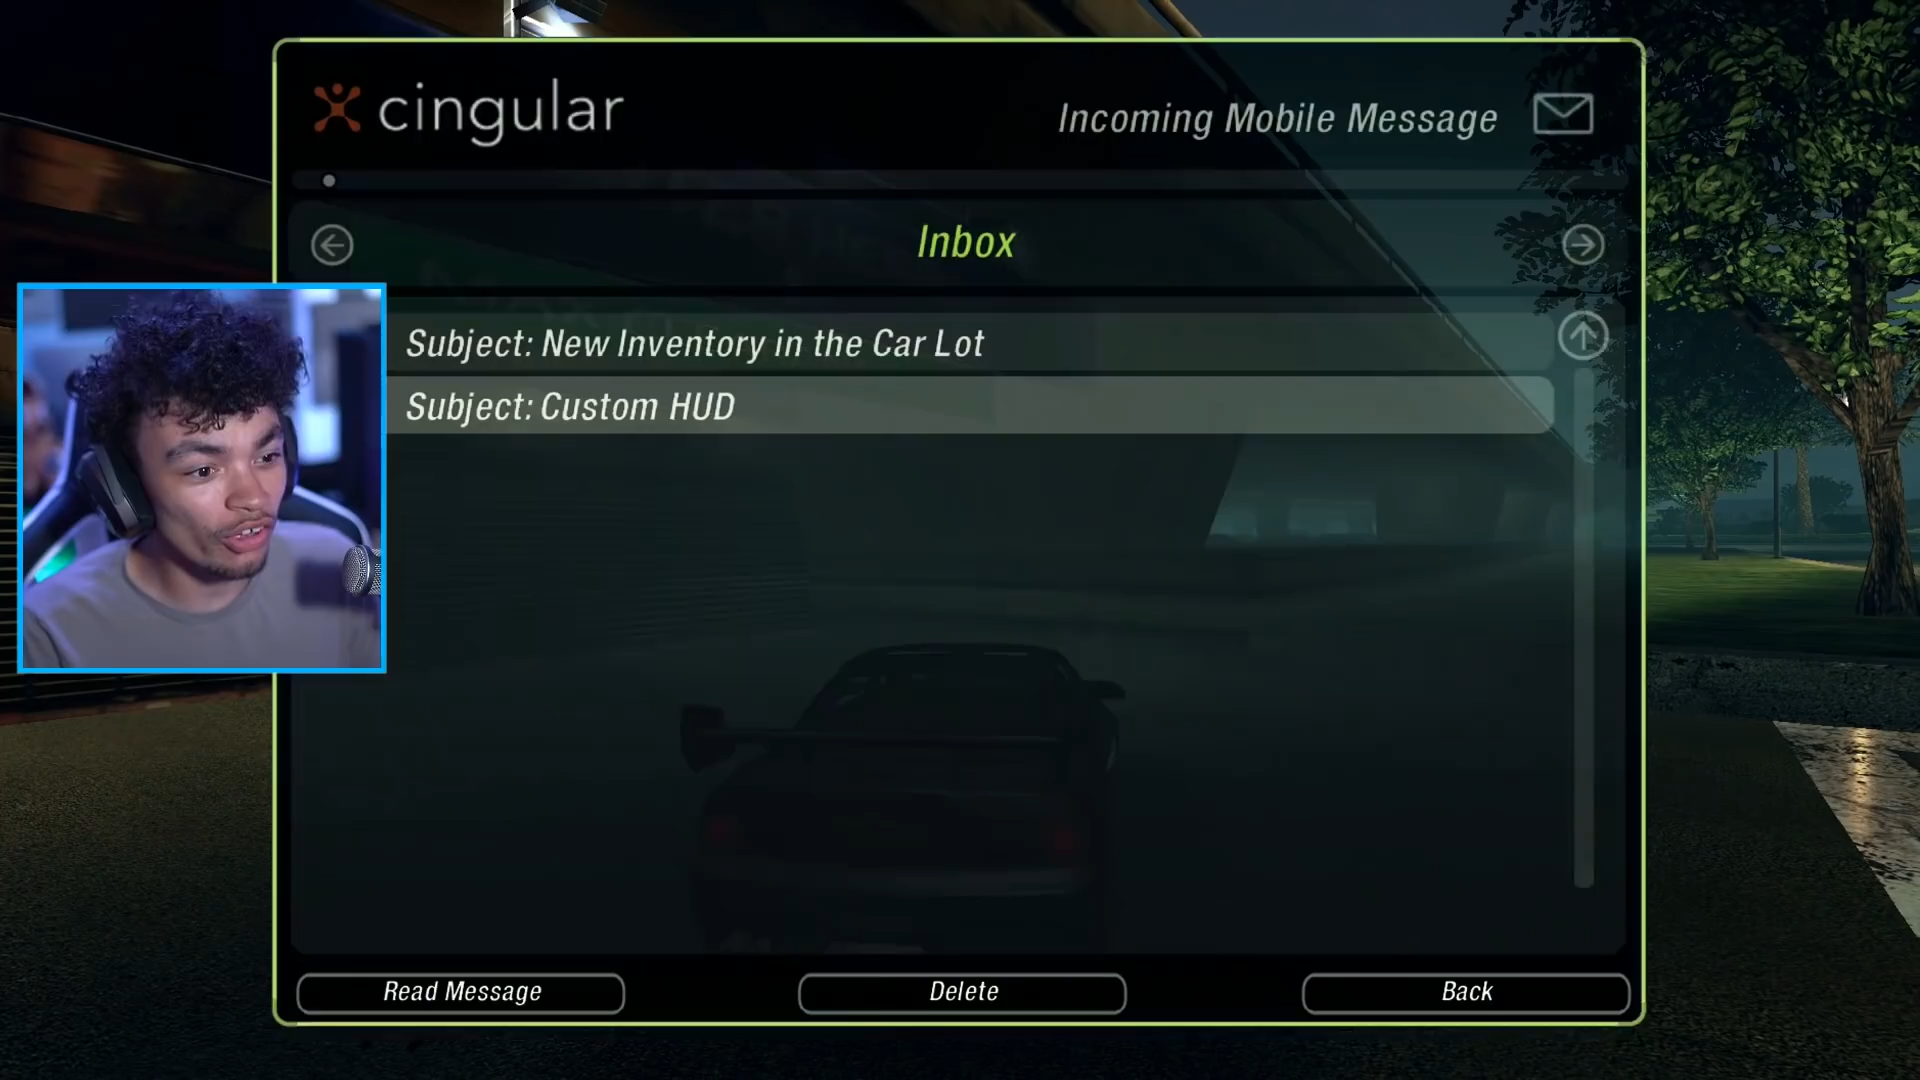 cingular
Incoming Mobile Message
Inbox
Subject: New Inventory in the Car Lot
Subject: Custom HUD
Read Message
Delete
Back